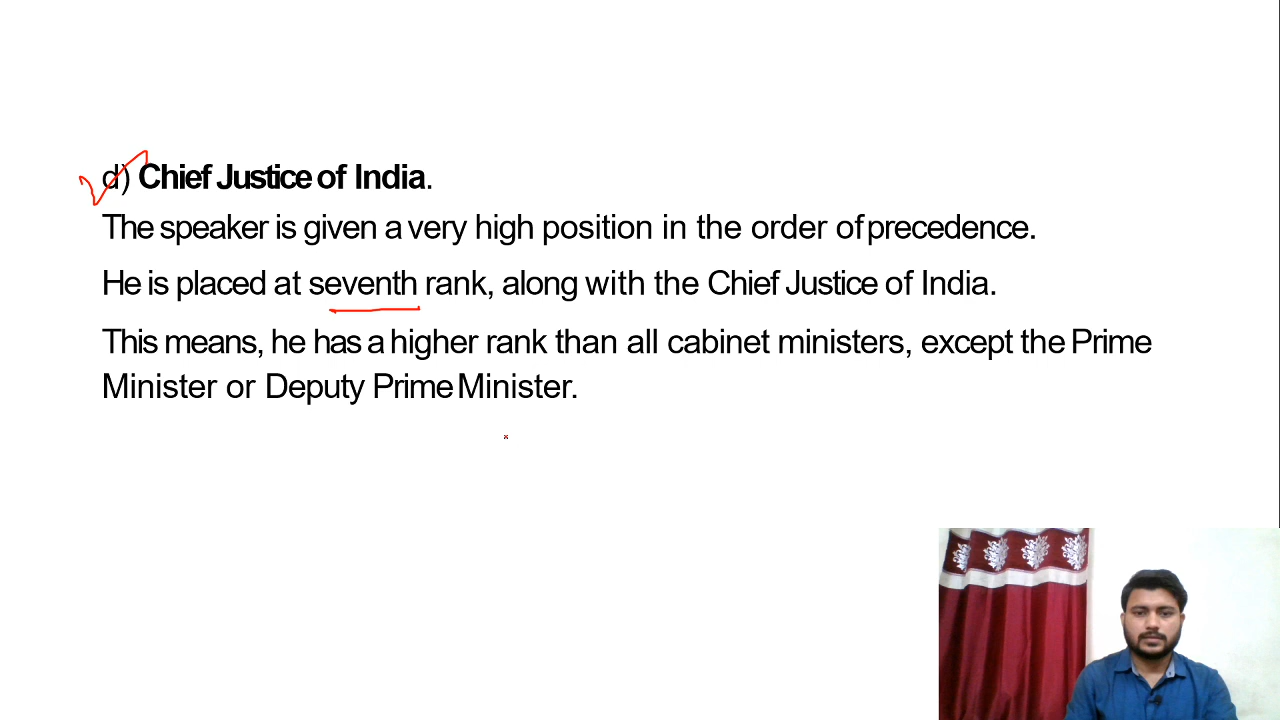 d) Chief Justice of India.
The speaker is given a very high position in the order of precedence.
He is placed at seventh rank, along with the Chief Justice of India.
This means, he has a higher rank than all cabinet ministers, except the Prime
Minister or Deputy Prime Minister.